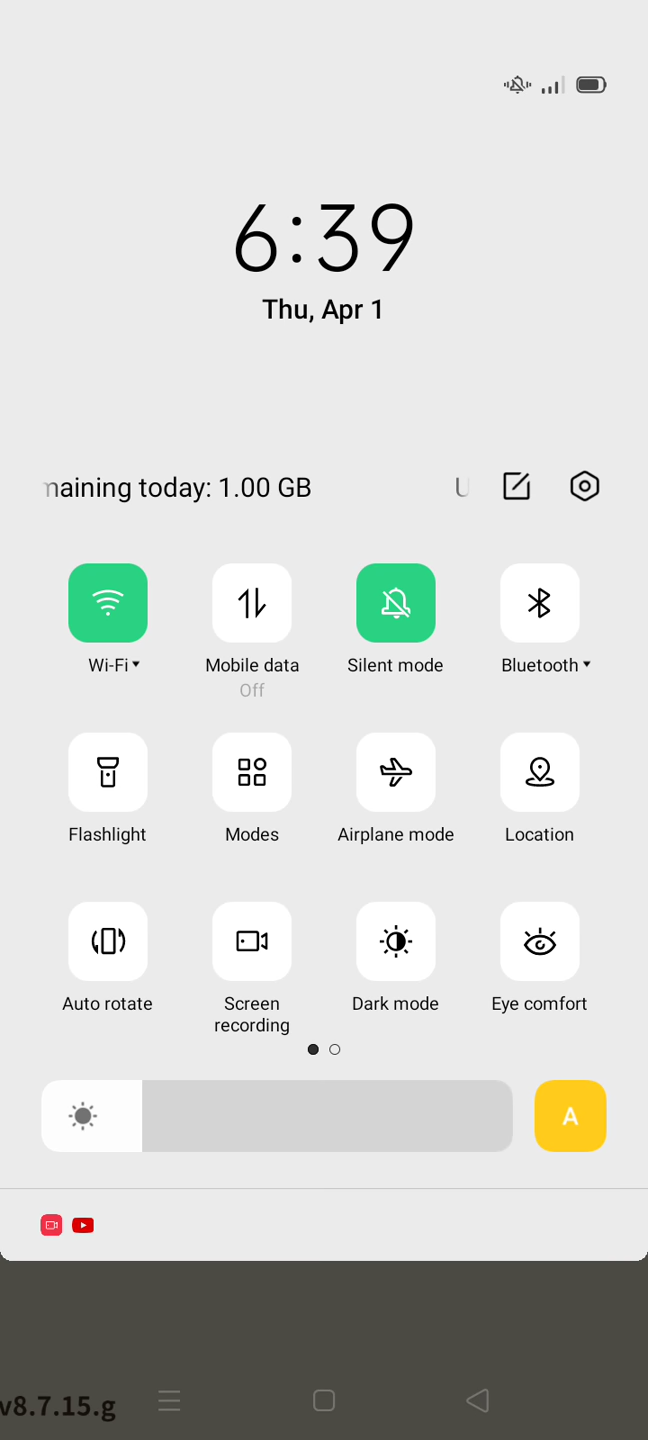 6:39
Thu, Apr 1
maining today: 1.00 GB U
Wi-Fi
Mobile data
Off
Silent mode
Bluetooth
Flashlight
Modes
Airplane mode
Location
Auto rotate
Screen
recording
Dark mode
Eye comfort
A
v8.7.15.g